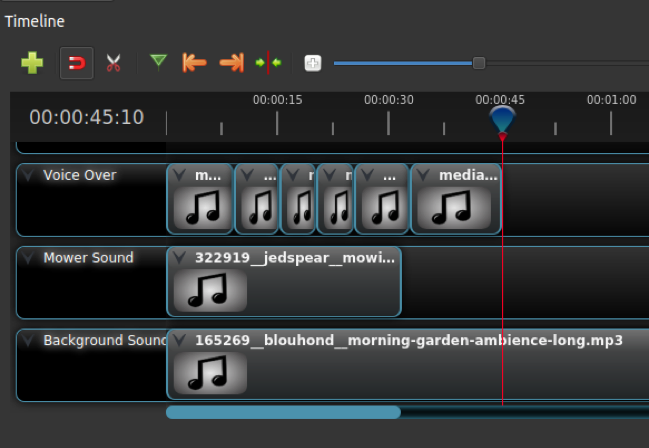 Timeline
00:00:45:10
00:00:15 00:00:30 00:00:45 00:01:00
Voice Over
m... ... ... media...
Mower Sound
322919__jedspear__mowi...
Background Sound
165269__blouhond__morning-garden-ambience-long.mp3